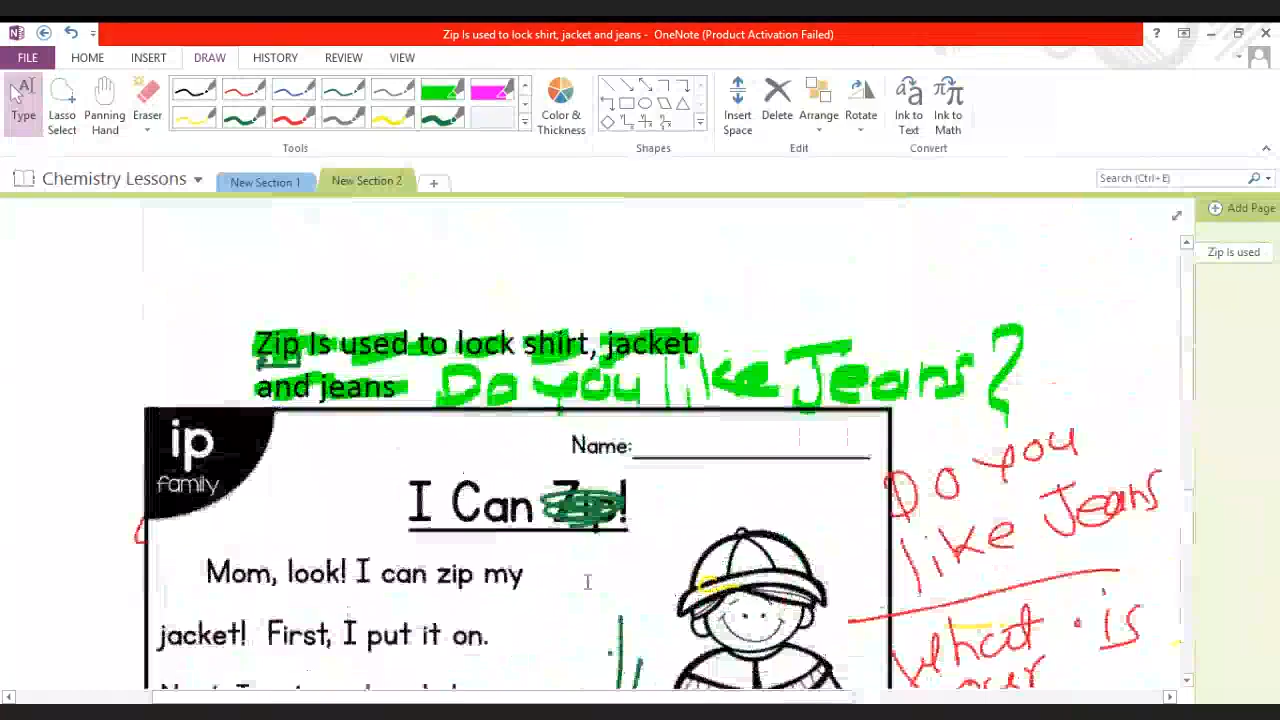 Zip Is used to lock shirt, jacket and jeans - OneNote (Product Activation Failed)
FILE HOME INSERT DRAW HISTORY REVIEW VIEW
Type
Lasso Select
Panning Hand
Eraser
Color & Thickness
Insert Space
Delete
Arrange
Rotate
Ink to Text
Ink to Math
Tools
Shapes
Edit
Convert
Chemistry Lessons
New Section 1
New Section 2
Search (Ctrl+E)
Add Page
Zip Is used
Zip Is used to lock shirt, jacket
and jeans Do you like Jeans?
ip
family
Name:
I Can Zip!
Mom, look! I can zip my
jacket! First, I put it on.
Do you
like Jeans
what is